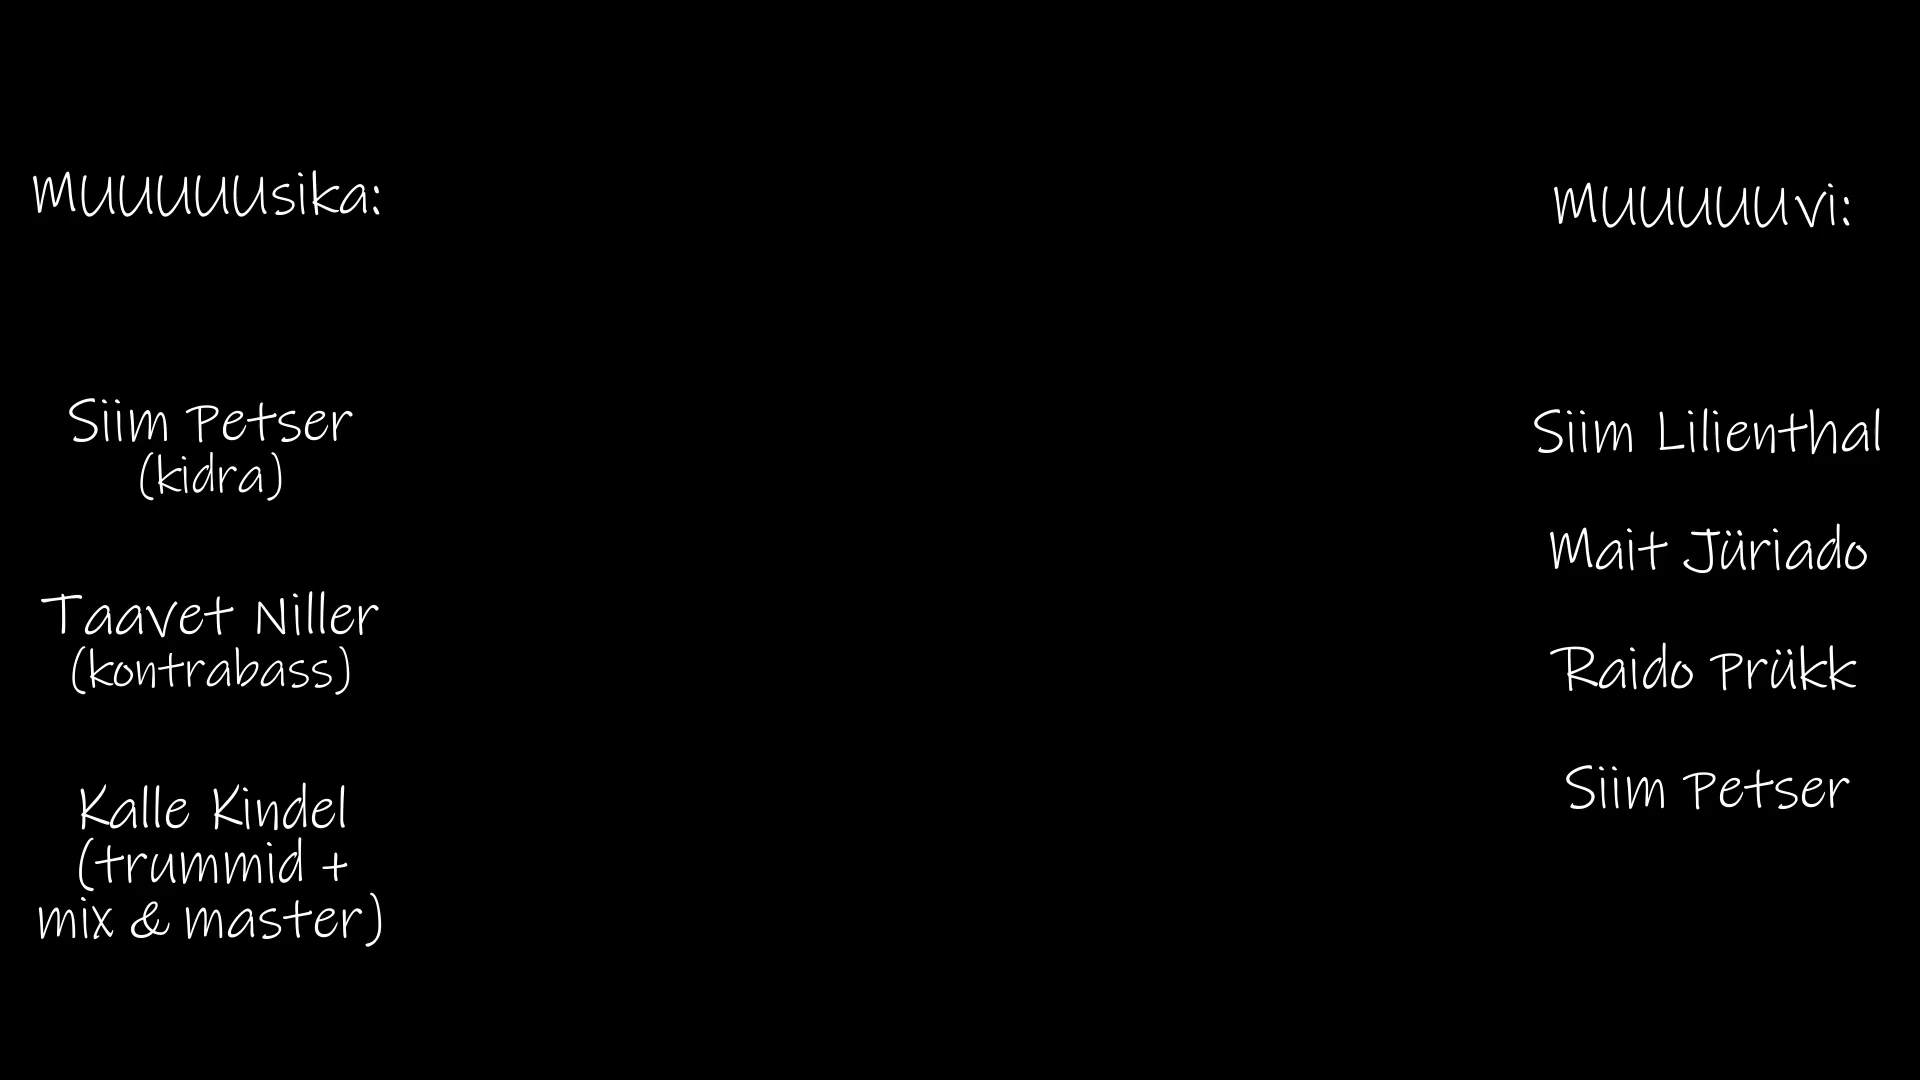 MUUUUUsika:
Siim Petser
(kidra)
Taavet Niller
(kontrabass)
Kalle Kindel
(trummid +
mix & master)
MUUUUUvi:
Siim Lilienthal
Mait Jüriado
Raido Prükk
Siim Petser